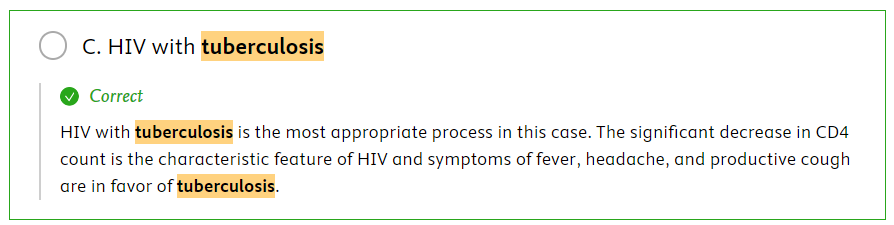 C. HIV with tuberculosis
Correct
HIV with tuberculosis is the most appropriate process in this case. The significant decrease in CD4
count is the characteristic feature of HIV and symptoms of fever, headache, and productive cough
are in favor of tuberculosis.